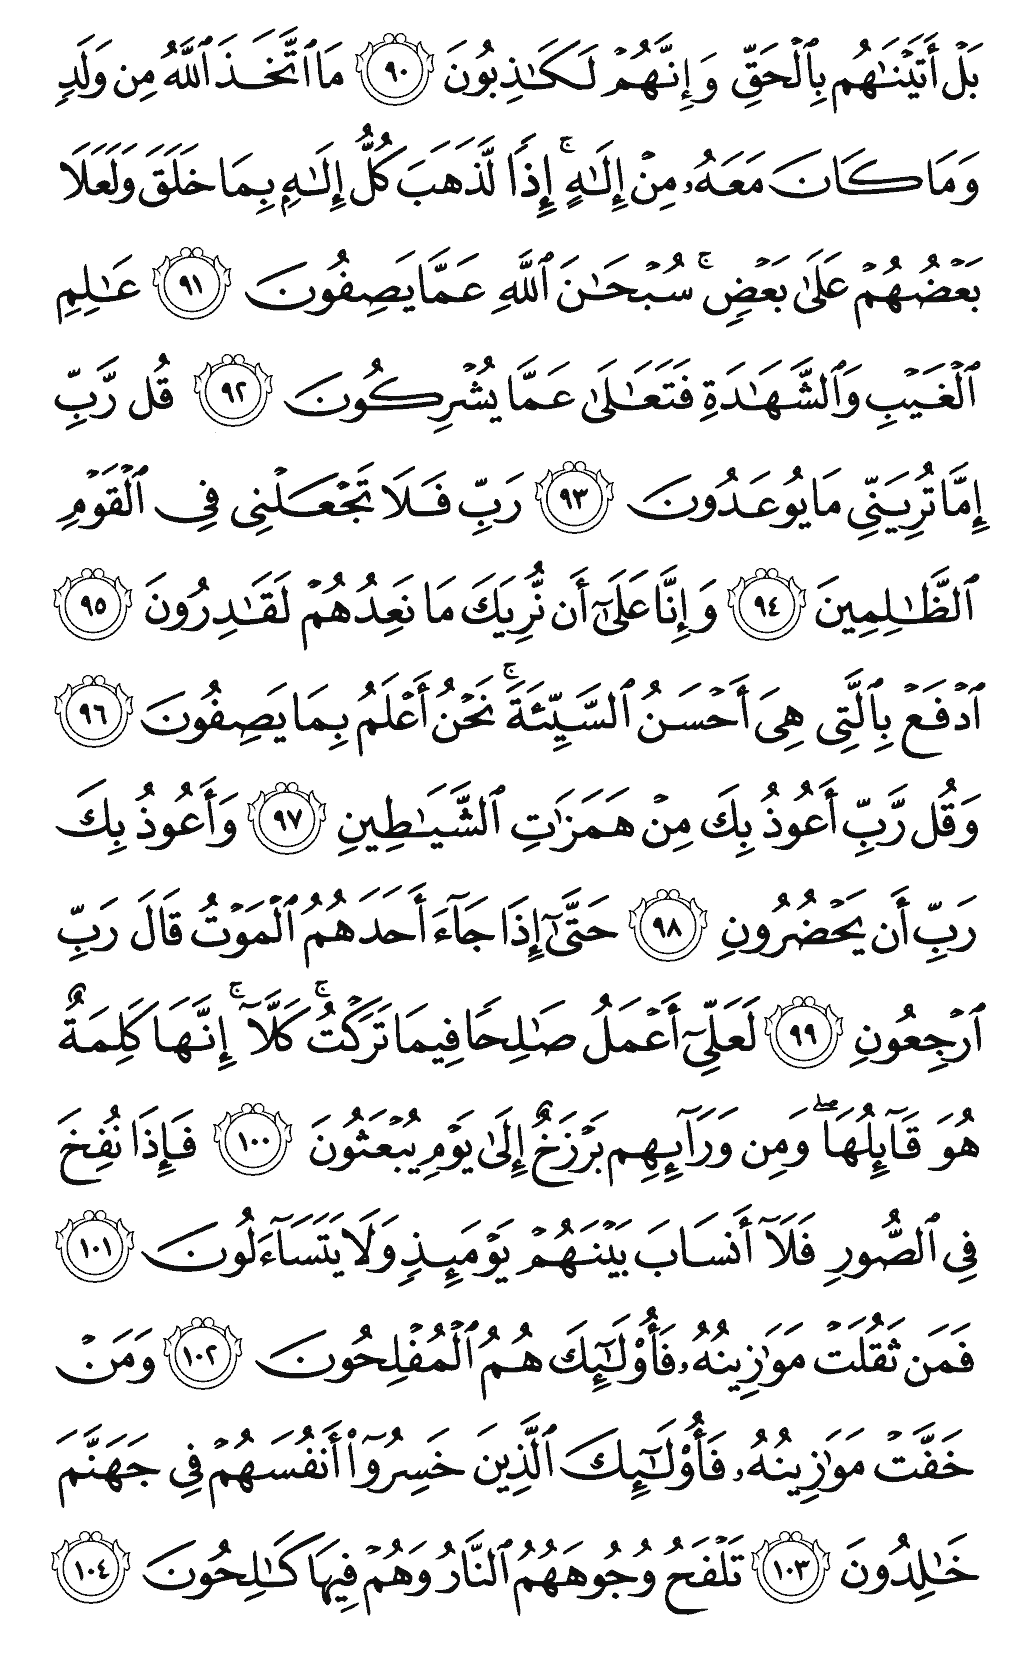 بَلْ أَتَيْنَٰهُم بِٱلْحَقِّ وَإِنَّهُمْ لَكَٰذِبُونَ ٩٠ مَا ٱتَّخَذَ ٱللَّهُ مِن وَلَدٍ
وَمَا كَانَ مَعَهُۥ مِنْ إِلَٰهٍ ۚ إِذًا لَّذَهَبَ كُلُّ إِلَٰهٍۭ بِمَا خَلَقَ وَلَعَلَا
بَعْضُهُمْ عَلَىٰ بَعْضٍ ۚ سُبْحَٰنَ ٱللَّهِ عَمَّا يَصِفُونَ ٩١ عَٰلِمِ
ٱلْغَيْبِ وَٱلشَّهَٰدَةِ فَتَعَٰلَىٰ عَمَّا يُشْرِكُونَ ٩٢ قُل رَّبِّ
إِمَّا تُرِيَنِّى مَا يُوعَدُونَ ٩٣ رَبِّ فَلَا تَجْعَلْنِى فِى ٱلْقَوْمِ
ٱلظَّٰلِمِينَ ٩٤ وَإِنَّا عَلَىٰٓ أَن نُّرِيَكَ مَا نَعِدُهُمْ لَقَٰدِرُونَ ٩٥
ٱدْفَعْ بِٱلَّتِى هِىَ أَحْسَنُ ٱلسَّيِّئَةَ ۚ نَحْنُ أَعْلَمُ بِمَا يَصِفُونَ ٩٦
وَقُل رَّبِّ أَعُوذُ بِكَ مِنْ هَمَزَٰتِ ٱلشَّيَٰطِينِ ٩٧ وَأَعُوذُ بِكَ
رَبِّ أَن يَحْضُرُونِ ٩٨ حَتَّىٰٓ إِذَا جَآءَ أَحَدَهُمُ ٱلْمَوْتُ قَالَ رَبِّ
ٱرْجِعُونِ ٩٩ لَعَلِّىٓ أَعْمَلُ صَٰلِحًا فِيمَا تَرَكْتُ ۚ كَلَّآ ۚ إِنَّهَا كَلِمَةٌ
هُوَ قَآئِلُهَا ۖ وَمِن وَرَآئِهِم بَرْزَخٌ إِلَىٰ يَوْمِ يُبْعَثُونَ ١٠٠ فَإِذَا نُفِخَ
فِى ٱلصُّورِ فَلَآ أَنسَابَ بَيْنَهُمْ يَوْمَئِذٍ وَلَا يَتَسَآءَلُونَ ١٠١
فَمَن ثَقُلَتْ مَوَٰزِينُهُۥ فَأُو۟لَٰٓئِكَ هُمُ ٱلْمُفْلِحُونَ ١٠٢ وَمَنْ
خَفَّتْ مَوَٰزِينُهُۥ فَأُو۟لَٰٓئِكَ ٱلَّذِينَ خَسِرُوٓا۟ أَنفُسَهُمْ فِى جَهَنَّمَ
خَٰلِدُونَ ١٠٣ تَلْفَحُ وُجُوهَهُمُ ٱلنَّارُ وَهُمْ فِيهَا كَٰلِحُونَ ١٠٤